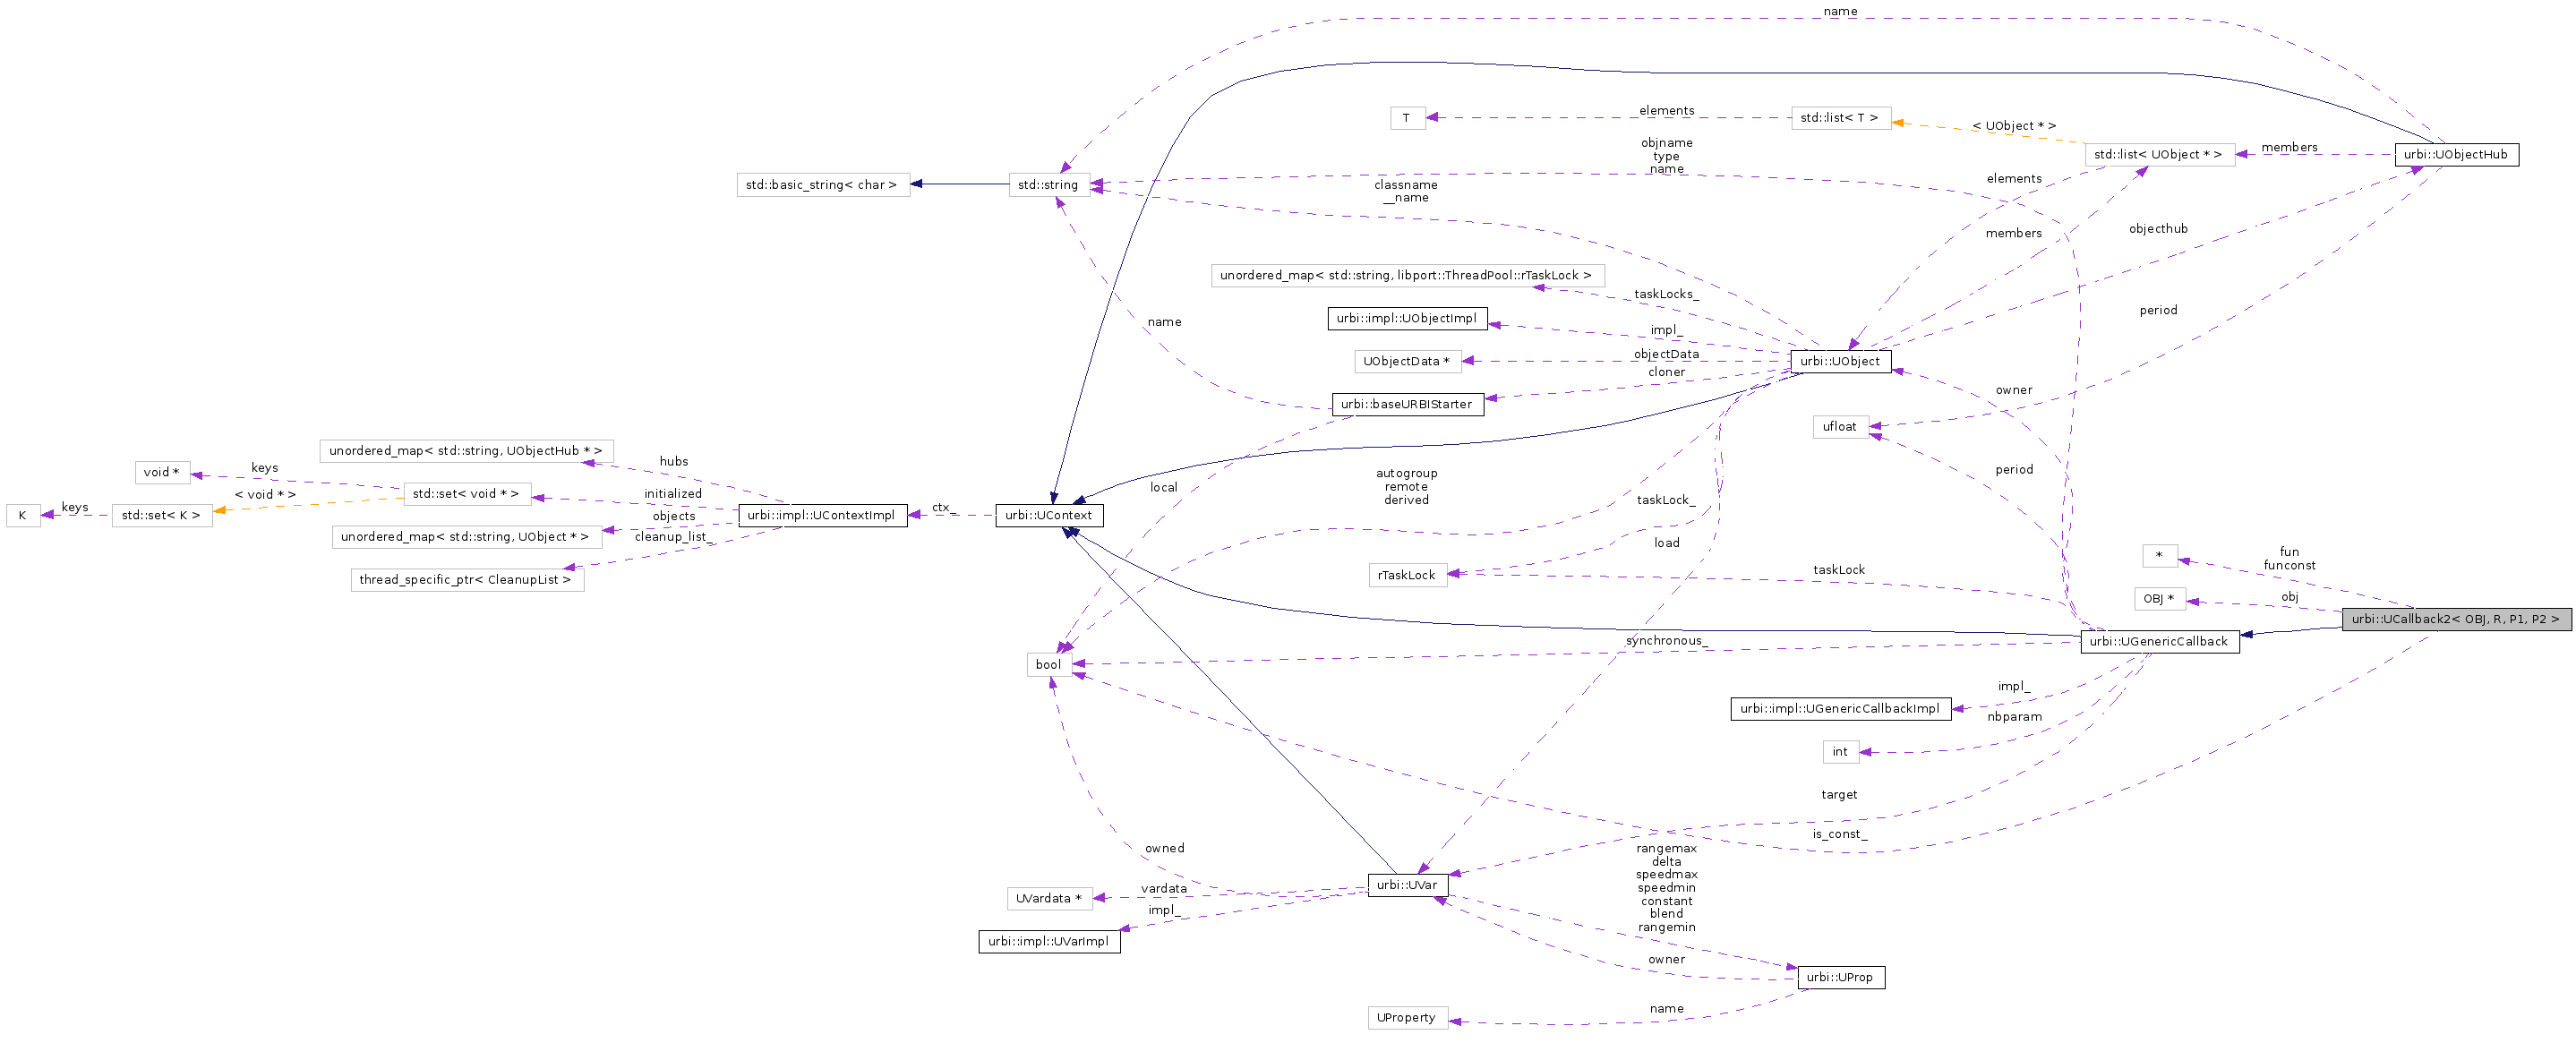 name
T
elements
std::list< T >
< UObject * >
objname
type
name
std::list< UObject * >
members
urbi::UObjectHub
std::basic_string< char >
std::string
classname
__name
elements
members
objecthub
unordered_map< std::string, libport::ThreadPool::rTaskLock >
taskLocks_
urbi::impl::UObjectImpl
impl_
name
period
UObjectData *
objectData
urbi::UObject
cloner
urbi::baseURBIStarter
owner
ufloat
unordered_map< std::string, UObjectHub * >
hubs
void *
keys
autogroup
remote
derived
period
local
< void * >
std::set< void * >
initialized
taskLock_
K
keys
std::set< K >
objects
urbi::impl::UContextImpl
ctx_
urbi::UContext
unordered_map< std::string, UObject * >
cleanup_list_
load
*
fun
funconst
thread_specific_ptr< CleanupList >
rTaskLock
taskLock
OBJ *
obj
urbi::UCallback2< OBJ, R, P1, P2 >
synchronous_
urbi::UGenericCallback
bool
impl_
urbi::impl::UGenericCallbackImpl
nbparam
int
target
is_const_
owned
rangemax
delta
speedmax
speedmin
constant
blend
rangemin
urbi::UVar
UVardata *
vardata
impl_
urbi::impl::UVarImpl
owner
urbi::UProp
UProperty
name